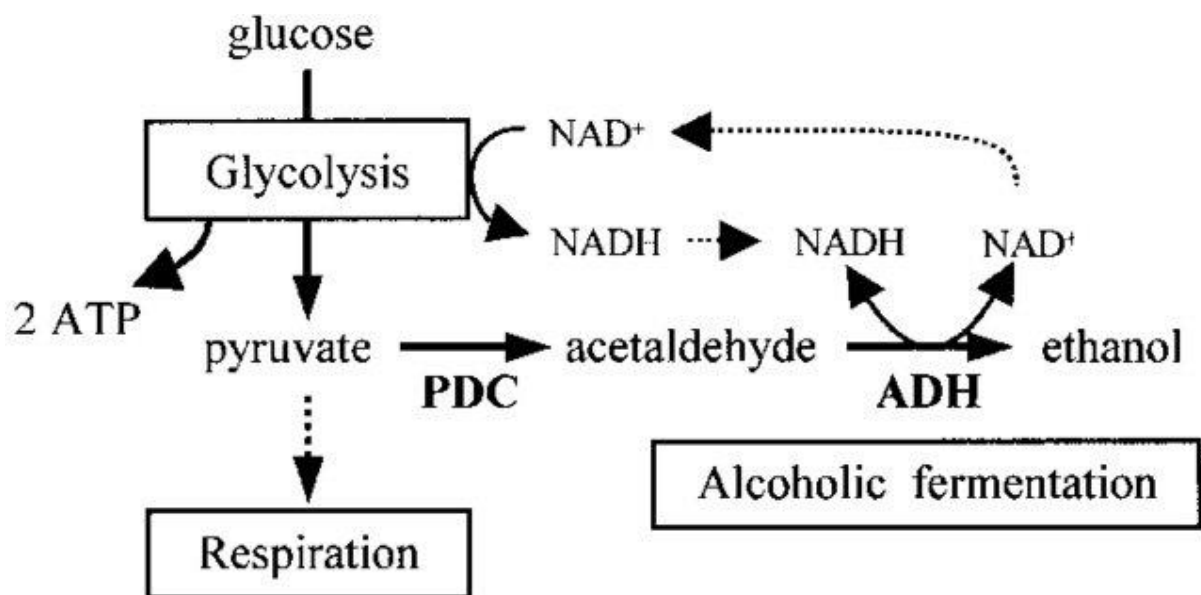 glucose
Glycolysis
NAD⁺
NADH
NADH
NAD⁺
2 ATP
pyruvate
acetaldehyde
ethanol
PDC
ADH
Alcoholic fermentation
Respiration